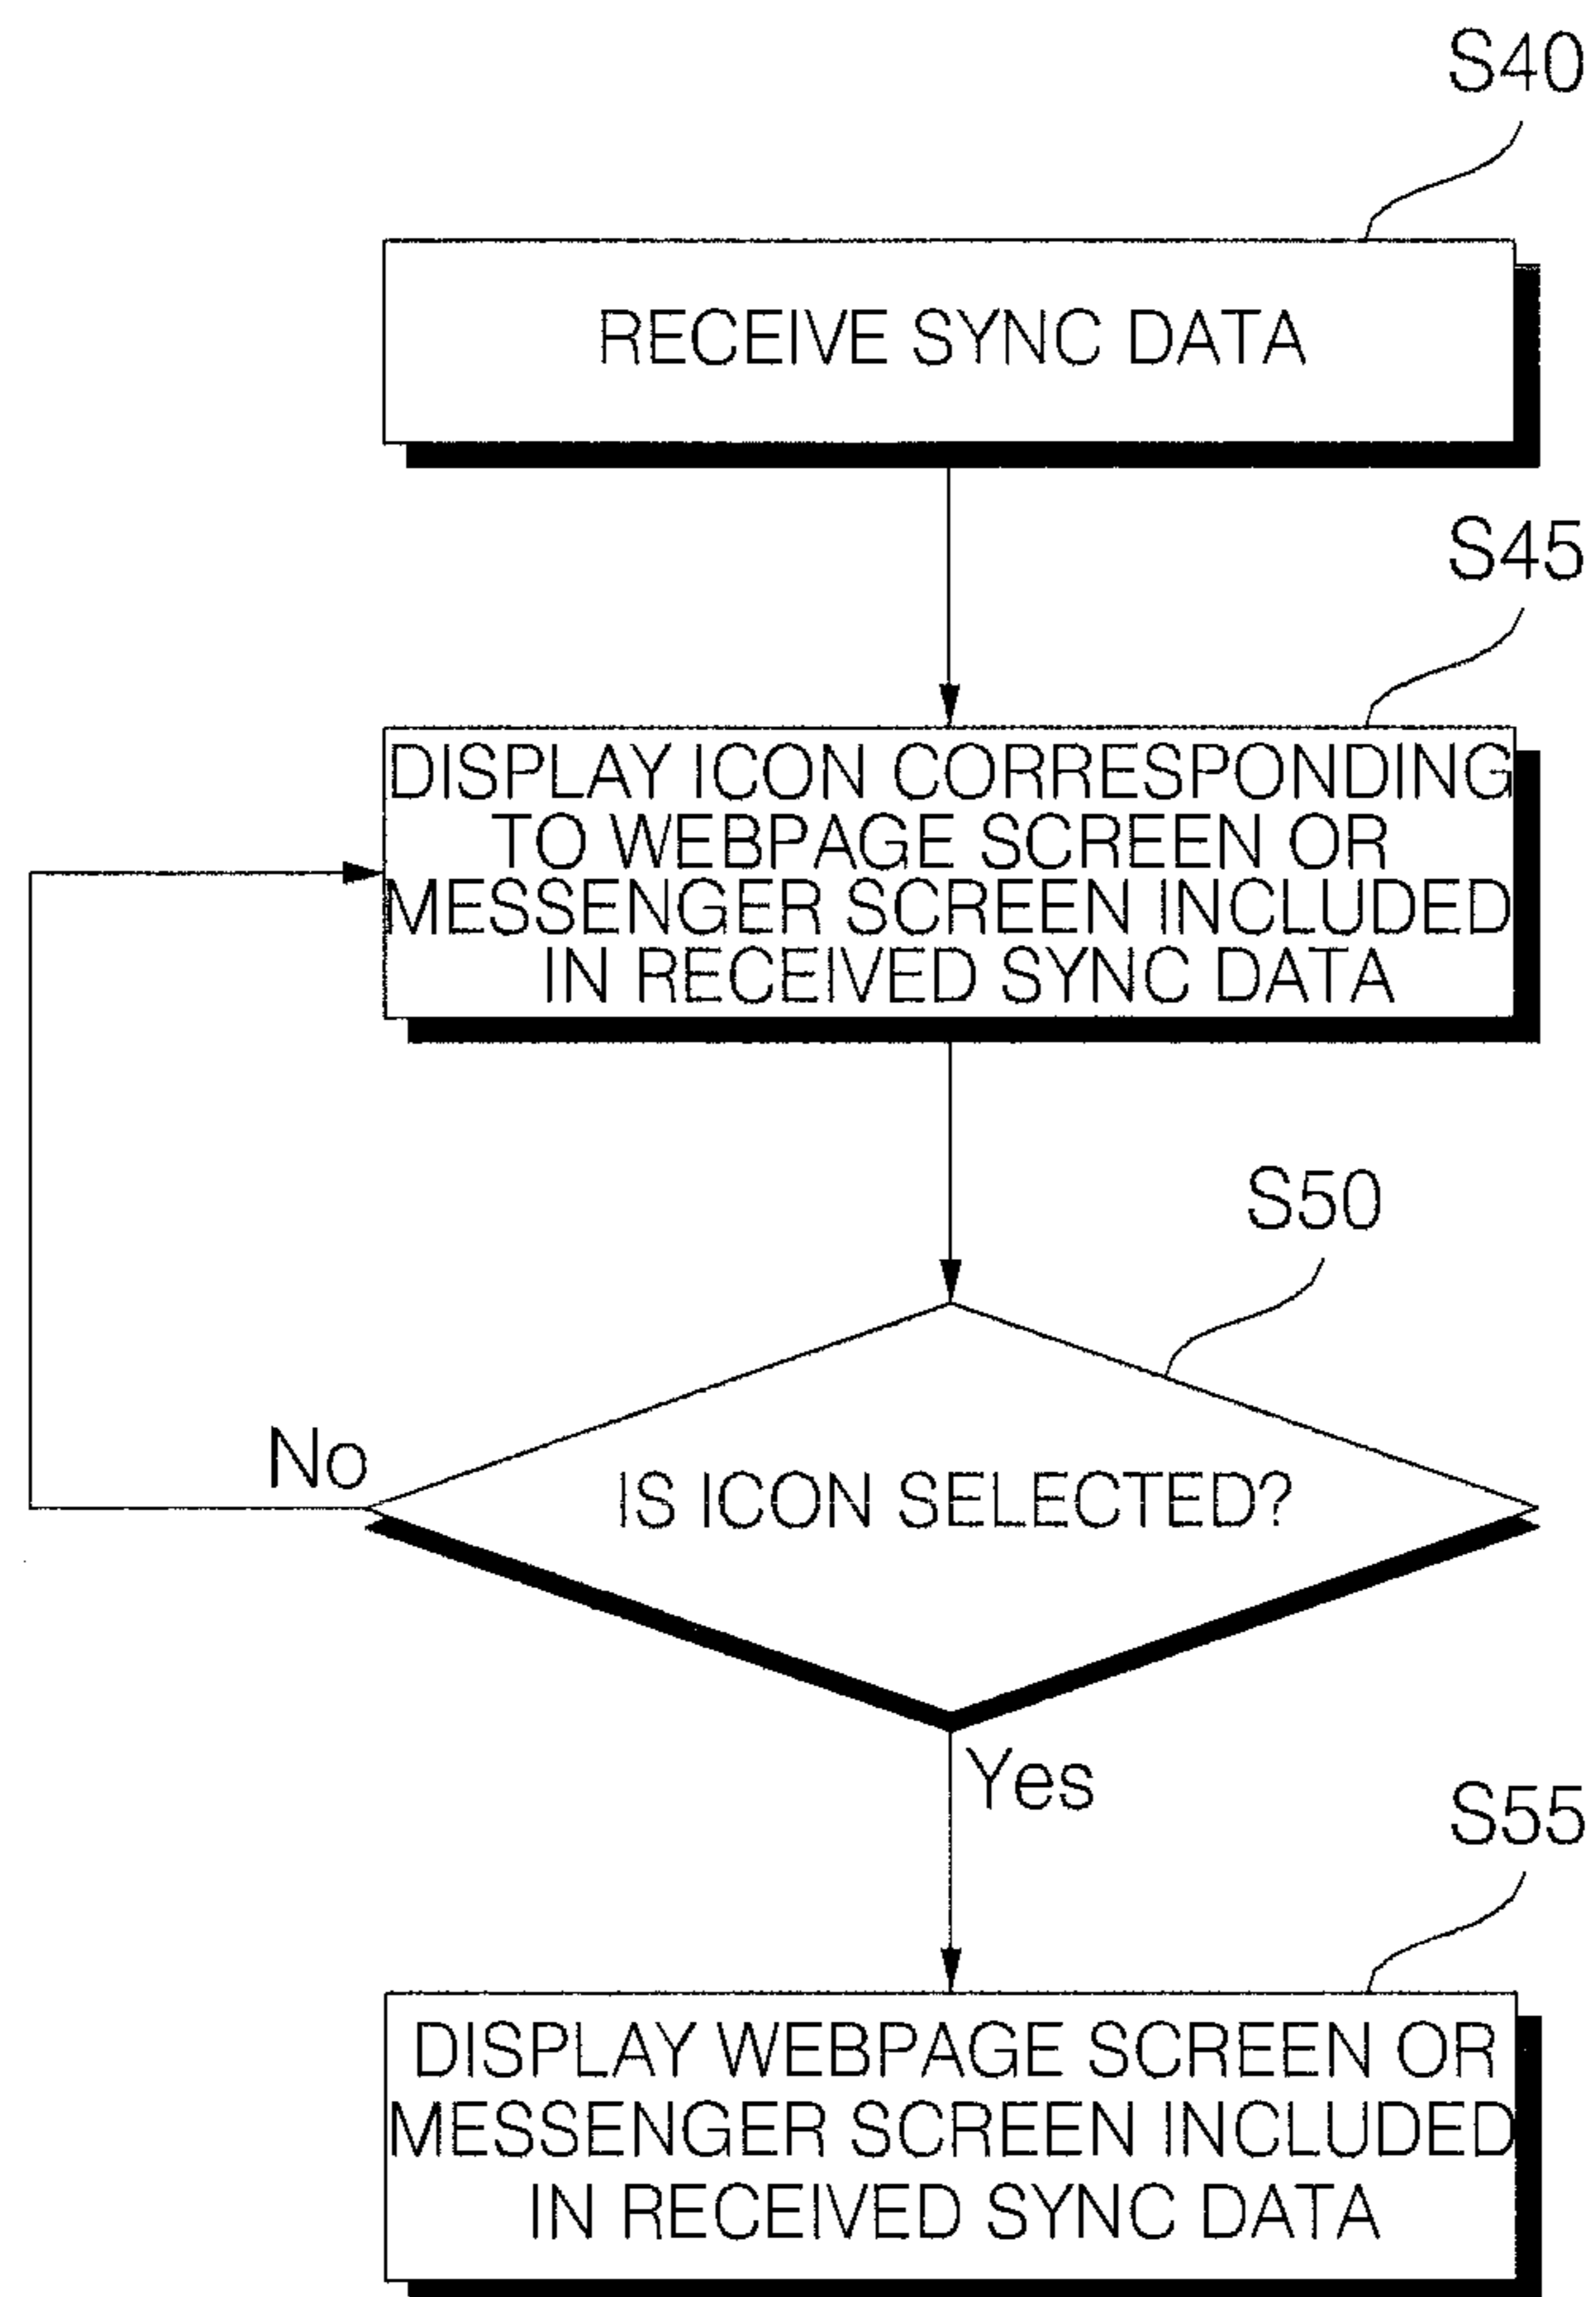 S40
RECEIVE SYNC DATA
S45
DISPLAY ICON CORRESPONDING
TO WEBPAGE SCREEN OR
MESSENGER SCREEN INCLUDED
IN RECEIVED SYNC DATA
S50
No
IS ICON SELECTED?
Yes
S55
DISPLAY WEBPAGE SCREEN OR
MESSENGER SCREEN INCLUDED
IN RECEIVED SYNC DATA